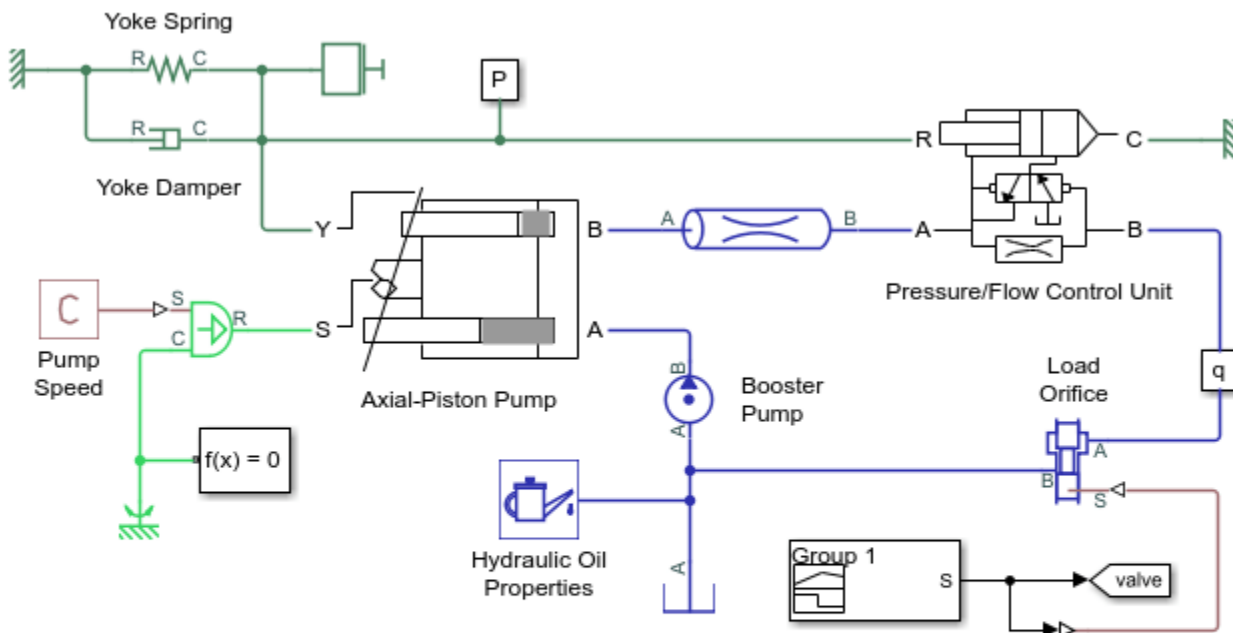 Yoke Spring
R C
P
R C
R C
Yoke Damper
Y B A B A B
Pressure/Flow Control Unit
C S
R
C
S A
Pump
Speed
Axial-Piston Pump
B
A
Booster
Pump
Load
Orifice
q
A
B
S
f(x) = 0
Hydraulic Oil
Properties
A
Group 1
S
valve